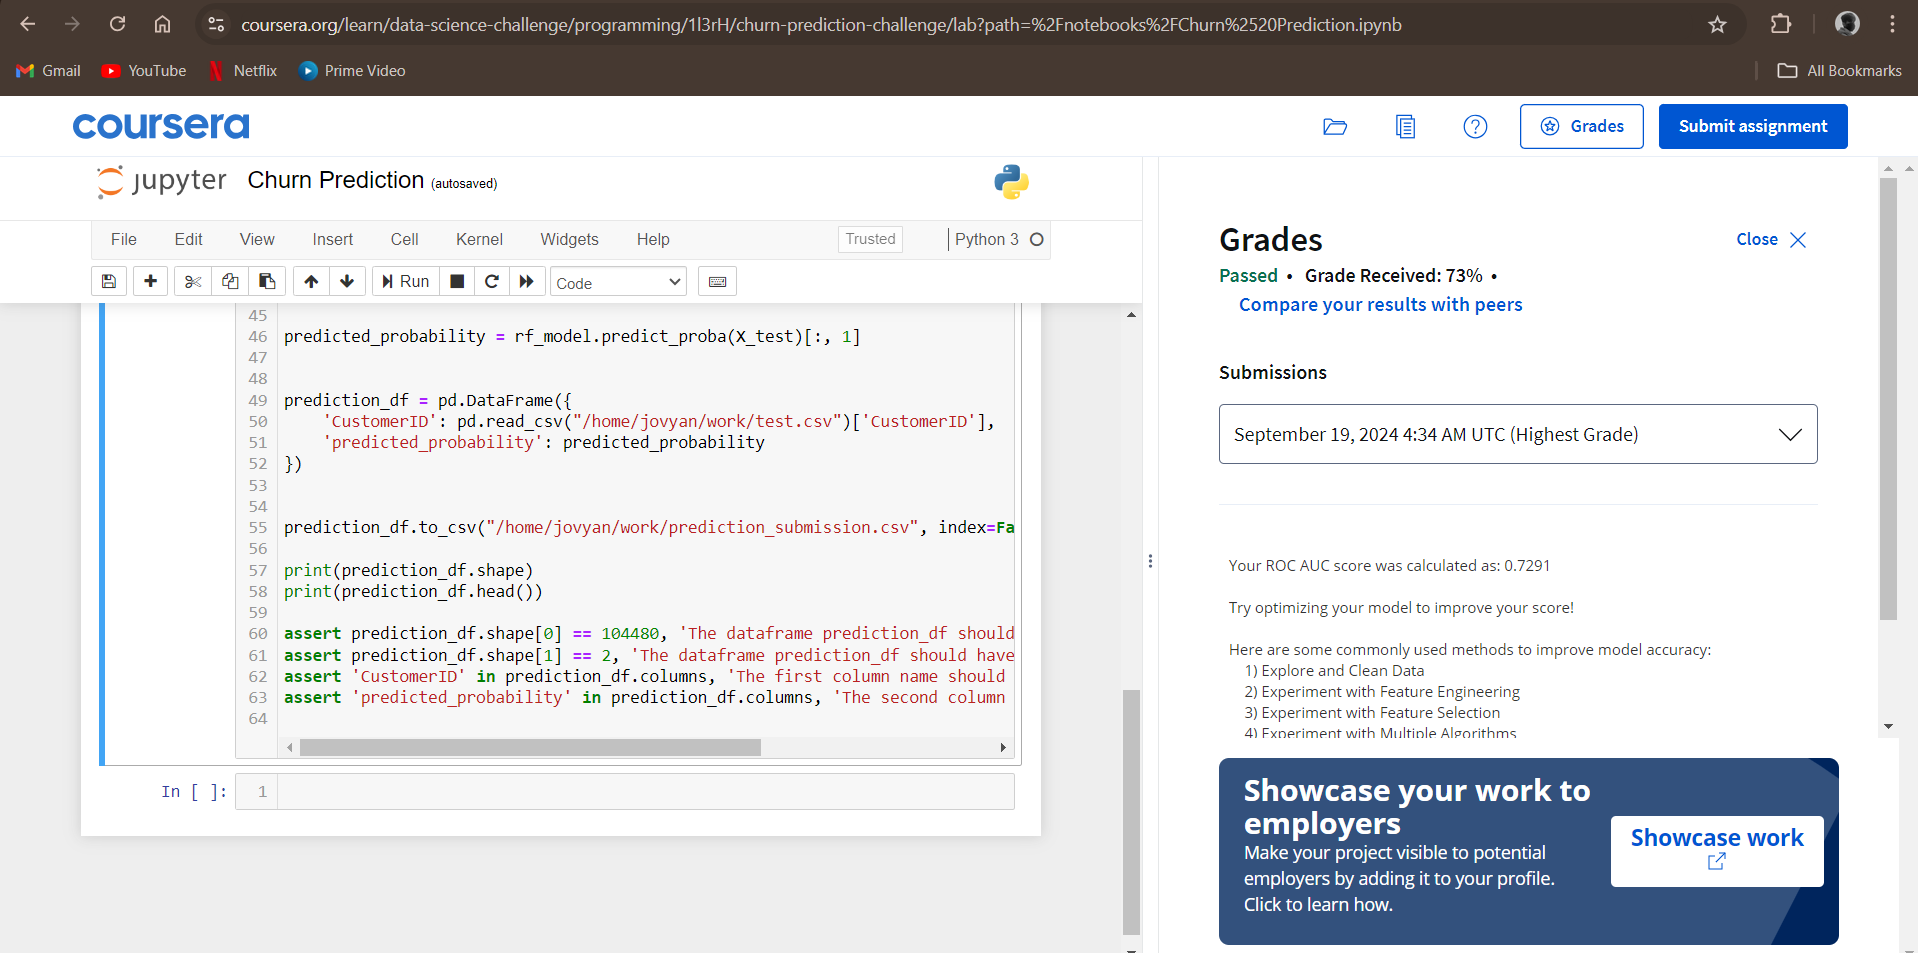 coursera.org/learn/data-science-challenge/programming/1l3rH/churn-prediction-challenge/lab?path=%2Fnotebooks%2FChurn%2520Prediction.ipynb
Gmail YouTube Netflix Prime Video All Bookmarks
coursera Grades Submit assignment
jupyter Churn Prediction (autosaved)
File Edit View Insert Cell Kernel Widgets Help Trusted Python 3
Run Code
45
46 predicted_probability = rf_model.predict_proba(X_test)[:, 1]
47
48
49 prediction_df = pd.DataFrame({
50 'CustomerID': pd.read_csv("/home/jovyan/work/test.csv")['CustomerID'],
51 'predicted_probability': predicted_probability
52 })
53
54
55 prediction_df.to_csv("/home/jovyan/work/prediction_submission.csv", index=Fa
56
57 print(prediction_df.shape)
58 print(prediction_df.head())
59
60 assert prediction_df.shape[0] == 104480, 'The dataframe prediction_df should
61 assert prediction_df.shape[1] == 2, 'The dataframe prediction_df should have
62 assert 'CustomerID' in prediction_df.columns, 'The first column name should
63 assert 'predicted_probability' in prediction_df.columns, 'The second column
64
In [ ]: 1
Grades
Close
Passed • Grade Received: 73% •
Compare your results with peers
Submissions
September 19, 2024 4:34 AM UTC (Highest Grade)
Your ROC AUC score was calculated as: 0.7291
Try optimizing your model to improve your score!
Here are some commonly used methods to improve model accuracy:
1) Explore and Clean Data
2) Experiment with Feature Engineering
3) Experiment with Feature Selection
4) Experiment with Multiple Algorithms
Showcase your work to
employers
Make your project visible to potential
employers by adding it to your profile.
Click to learn how.
Showcase work